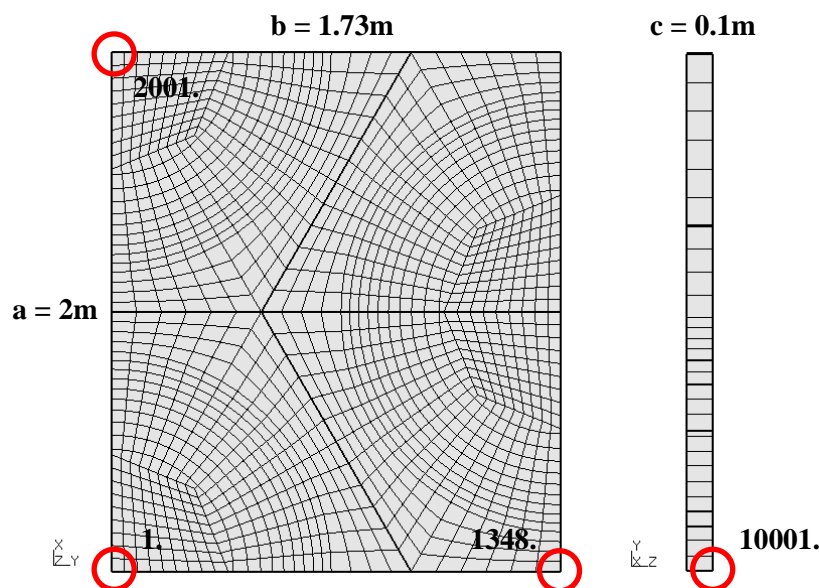 b = 1.73m
c = 0.1m
2001.
a = 2m
1.
1348.
10001.
X
Z Y
Y
X Z